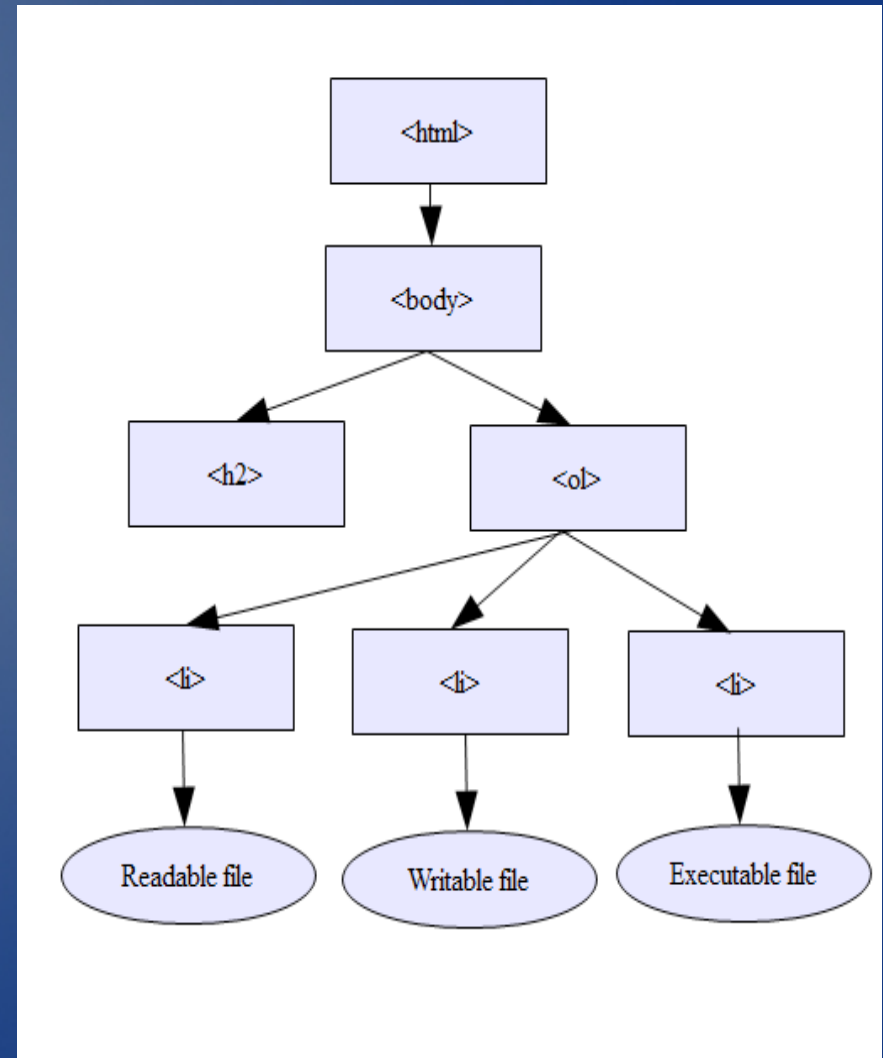 <html>
<body>
<h2>
<ol>
<li>
<li>
<li>
Readable file
Writable file
Executable file